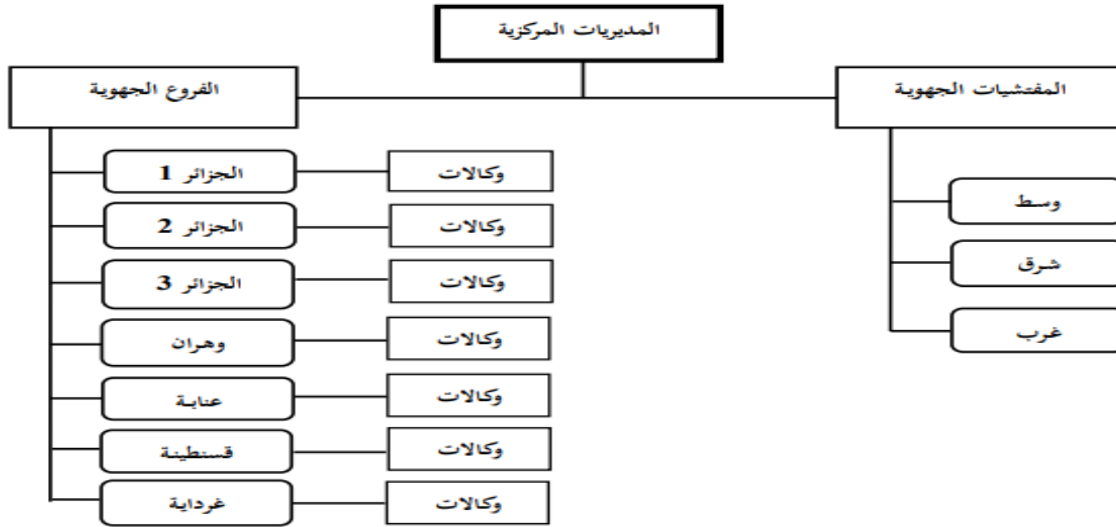 المديريات المركزية
المفتشيات الجهوية
وسط
شرق
غرب
الفروع الجهوية
الجزائر 1
وكالات
الجزائر 2
وكالات
الجزائر 3
وكالات
وهران
وكالات
عنابة
وكالات
قسنطينة
وكالات
غرداية
وكالات